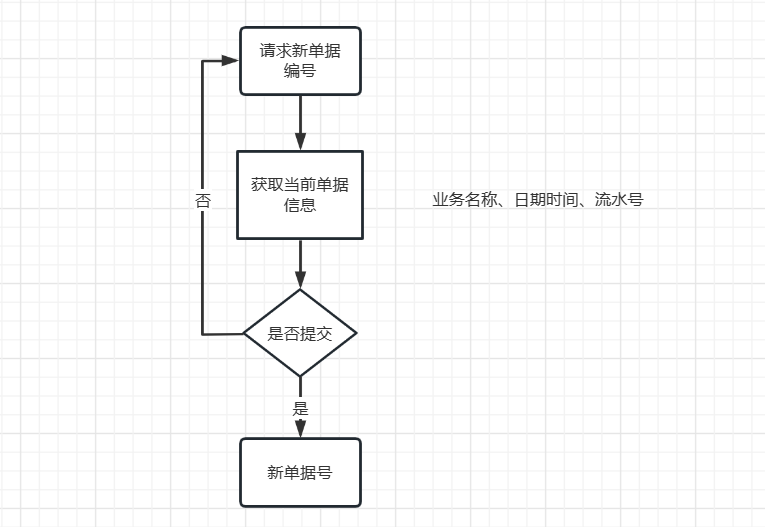 请求新单据
编号
获取当前单据
信息
业务名称、日期时间、流水号
否
是否提交
是
新单据号